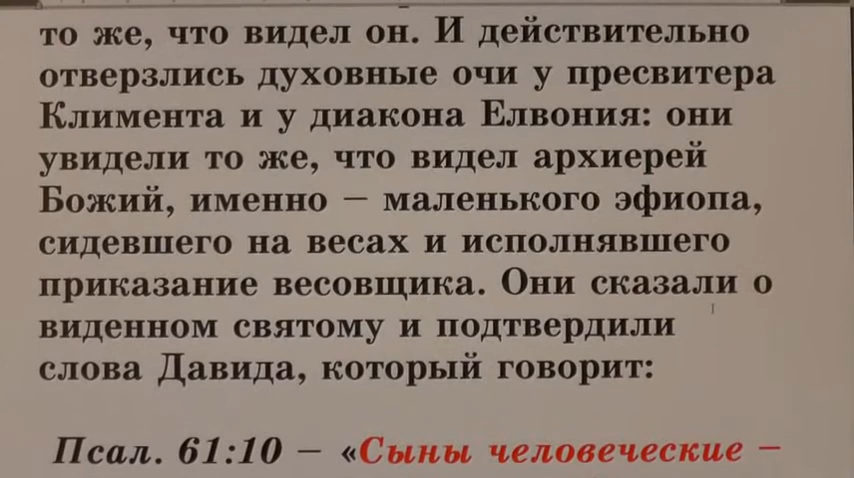 то же, что видел он. И действительно
отверзлись духовные очи у пресвитера
Климента и у диакона Елвония: они
увидели то же, что видел архиерей
Божий, именно – маленького эфиопа,
сидевшего на весах и исполнявшего
приказание весовщика. Они сказали о
виденном святому и подтвердили
слова Давида, который говорит:
Псал. 61:10 – «Сыны человеческие –